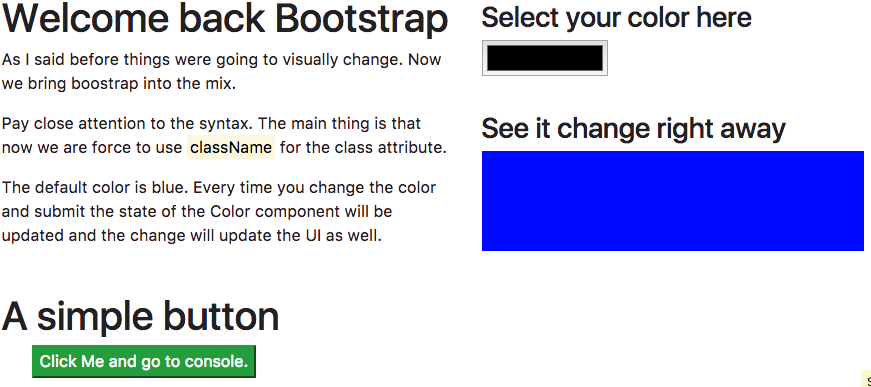 Welcome back Bootstrap
As I said before things were going to visually change. Now
we bring boostrap into the mix.
Pay close attention to the syntax. The main thing is that
now we are force to use className for the class attribute.
The default color is blue. Every time you change the color
and submit the state of the Color component will be
updated and the change will update the UI as well.
Select your color here
See it change right away
A simple button
Click Me and go to console.